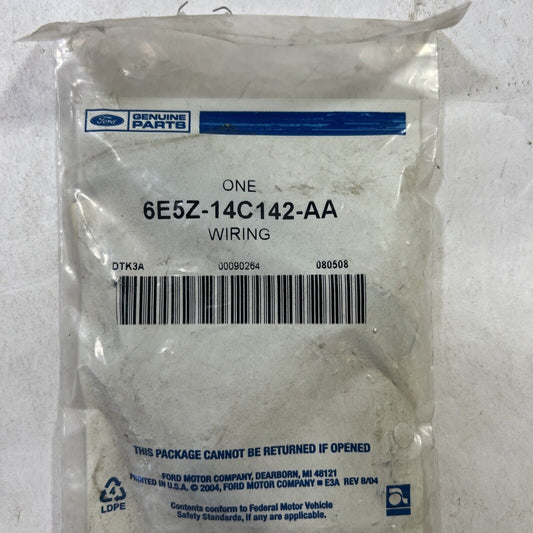 Ford GENUINE PARTS
ONE
6E5Z-14C142-AA
WIRING
DTK3A 00090264 080508
THIS PACKAGE CANNOT BE RETURNED IF OPENED
FORD MOTOR COMPANY, DEARBORN, MI 48121
PRINTED IN U.S.A. © 2004, FORD MOTOR COMPANY E3A REV 8/04
4
LDPE
Contents conform to Federal Motor Vehicle
Safety Standards, if any are applicable.